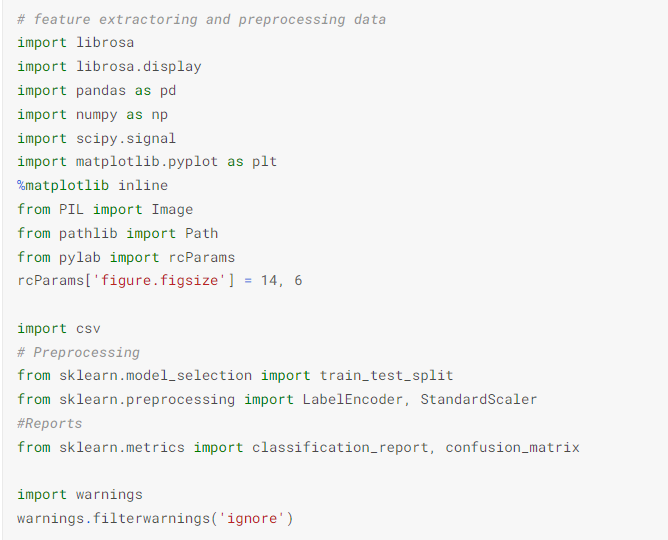 # feature extractoring and preprocessing data
import librosa
import librosa.display
import pandas as pd
import numpy as np
import scipy.signal
import matplotlib.pyplot as plt
%matplotlib inline
from PIL import Image
from pathlib import Path
from pylab import rcParams
rcParams['figure.figsize'] = 14, 6
import csv
# Preprocessing
from sklearn.model_selection import train_test_split
from sklearn.preprocessing import LabelEncoder, StandardScaler
#Reports
from sklearn.metrics import classification_report, confusion_matrix
import warnings
warnings.filterwarnings('ignore')